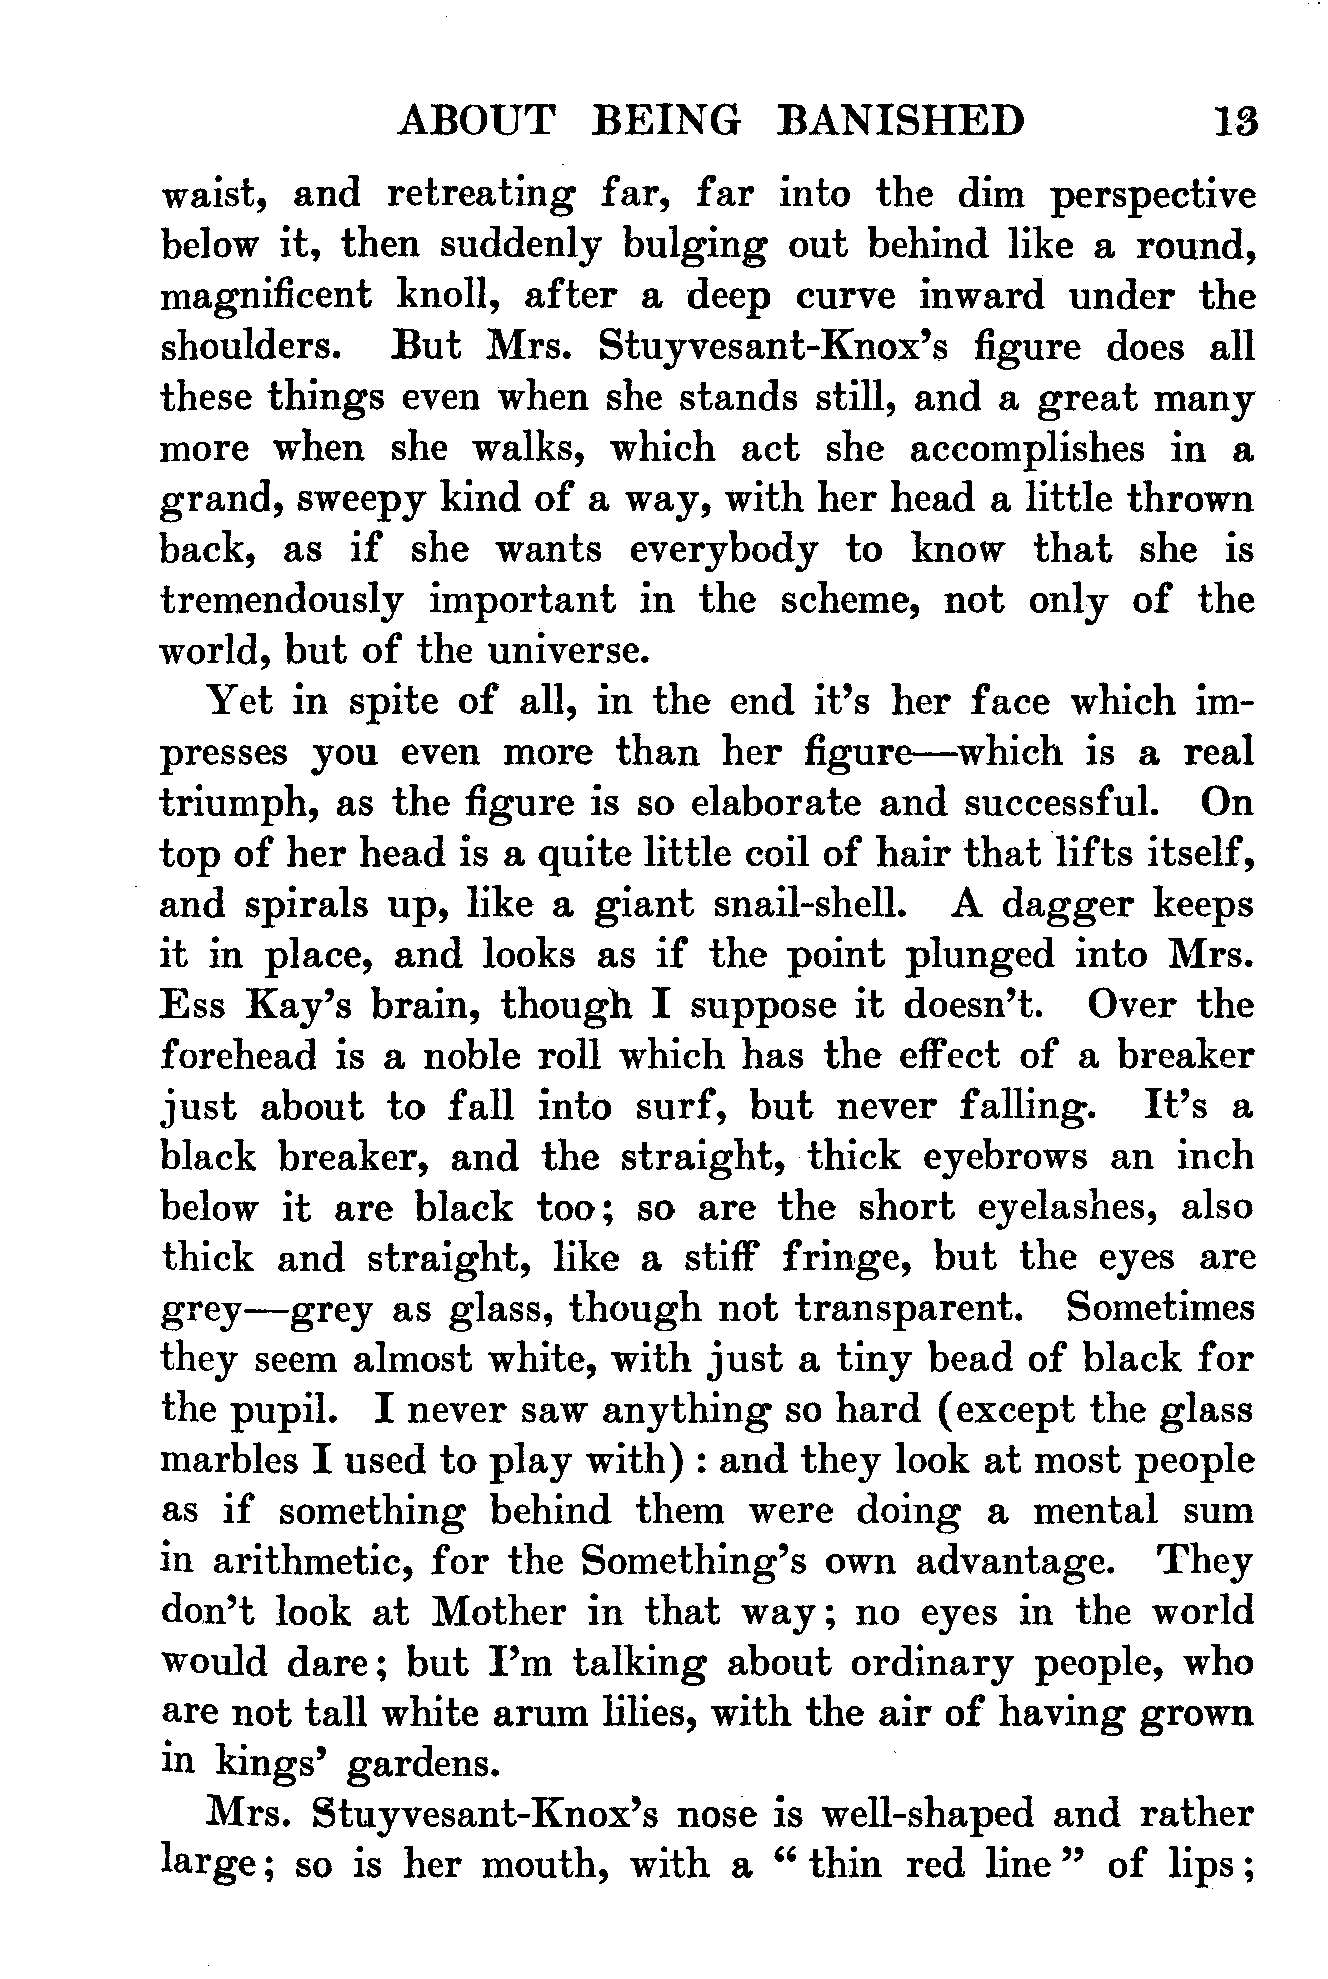 ABOUT BEING BANISHED 13
waist, and retreating far, far into the dim perspective
below it, then suddenly bulging out behind like a round,
magnificent knoll, after a deep curve inward under the
shoulders. But Mrs. Stuyvesant-Knox's figure does all
these things even when she stands still, and a great many
more when she walks, which act she accomplishes in a
grand, sweepy kind of a way, with her head a little thrown
back, as if she wants everybody to know that she is
tremendously important in the scheme, not only of the
world, but of the universe.
Yet in spite of all, in the end it's her face which im-
presses you even more than her figure—which is a real
triumph, as the figure is so elaborate and successful. On
top of her head is a quite little coil of hair that lifts itself,
and spirals up, like a giant snail-shell. A dagger keeps
it in place, and looks as if the point plunged into Mrs.
Ess Kay's brain, though I suppose it doesn't. Over the
forehead is a noble roll which has the effect of a breaker
just about to fall into surf, but never falling. It's a
black breaker, and the straight, thick eyebrows an inch
below it are black too; so are the short eyelashes, also
thick and straight, like a stiff fringe, but the eyes are
grey—grey as glass, though not transparent. Sometimes
they seem almost white, with just a tiny bead of black for
the pupil. I never saw anything so hard (except the glass
marbles I used to play with) : and they look at most people
as if something behind them were doing a mental sum
in arithmetic, for the Something's own advantage. They
don't look at Mother in that way; no eyes in the world
would dare; but I'm talking about ordinary people, who
are not tall white arum lilies, with the air of having grown
in kings' gardens.
Mrs. Stuyvesant-Knox's nose is well-shaped and rather
large; so is her mouth, with a “ thin red line ” of lips;